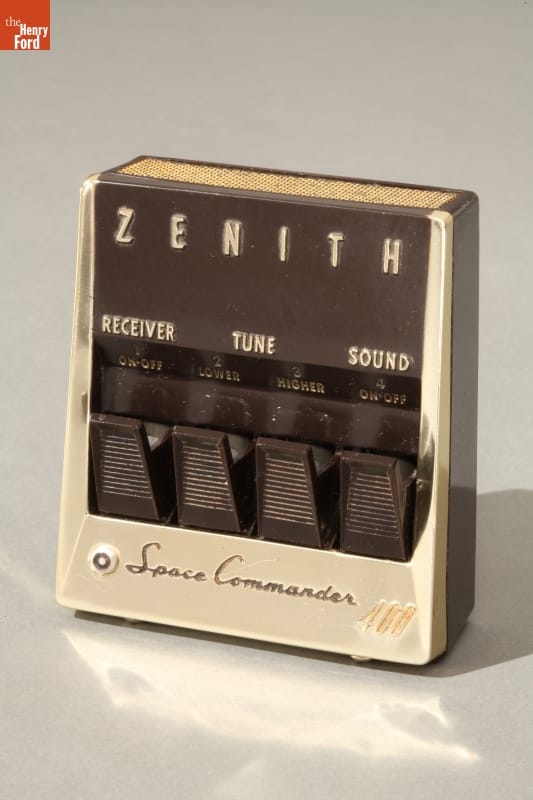 the
Henry
Ford
ZENITH
RECEIVER TUNE SOUND
1 2 3 4
ON-OFF LOWER HIGHER ON-OFF
Space Commander 400